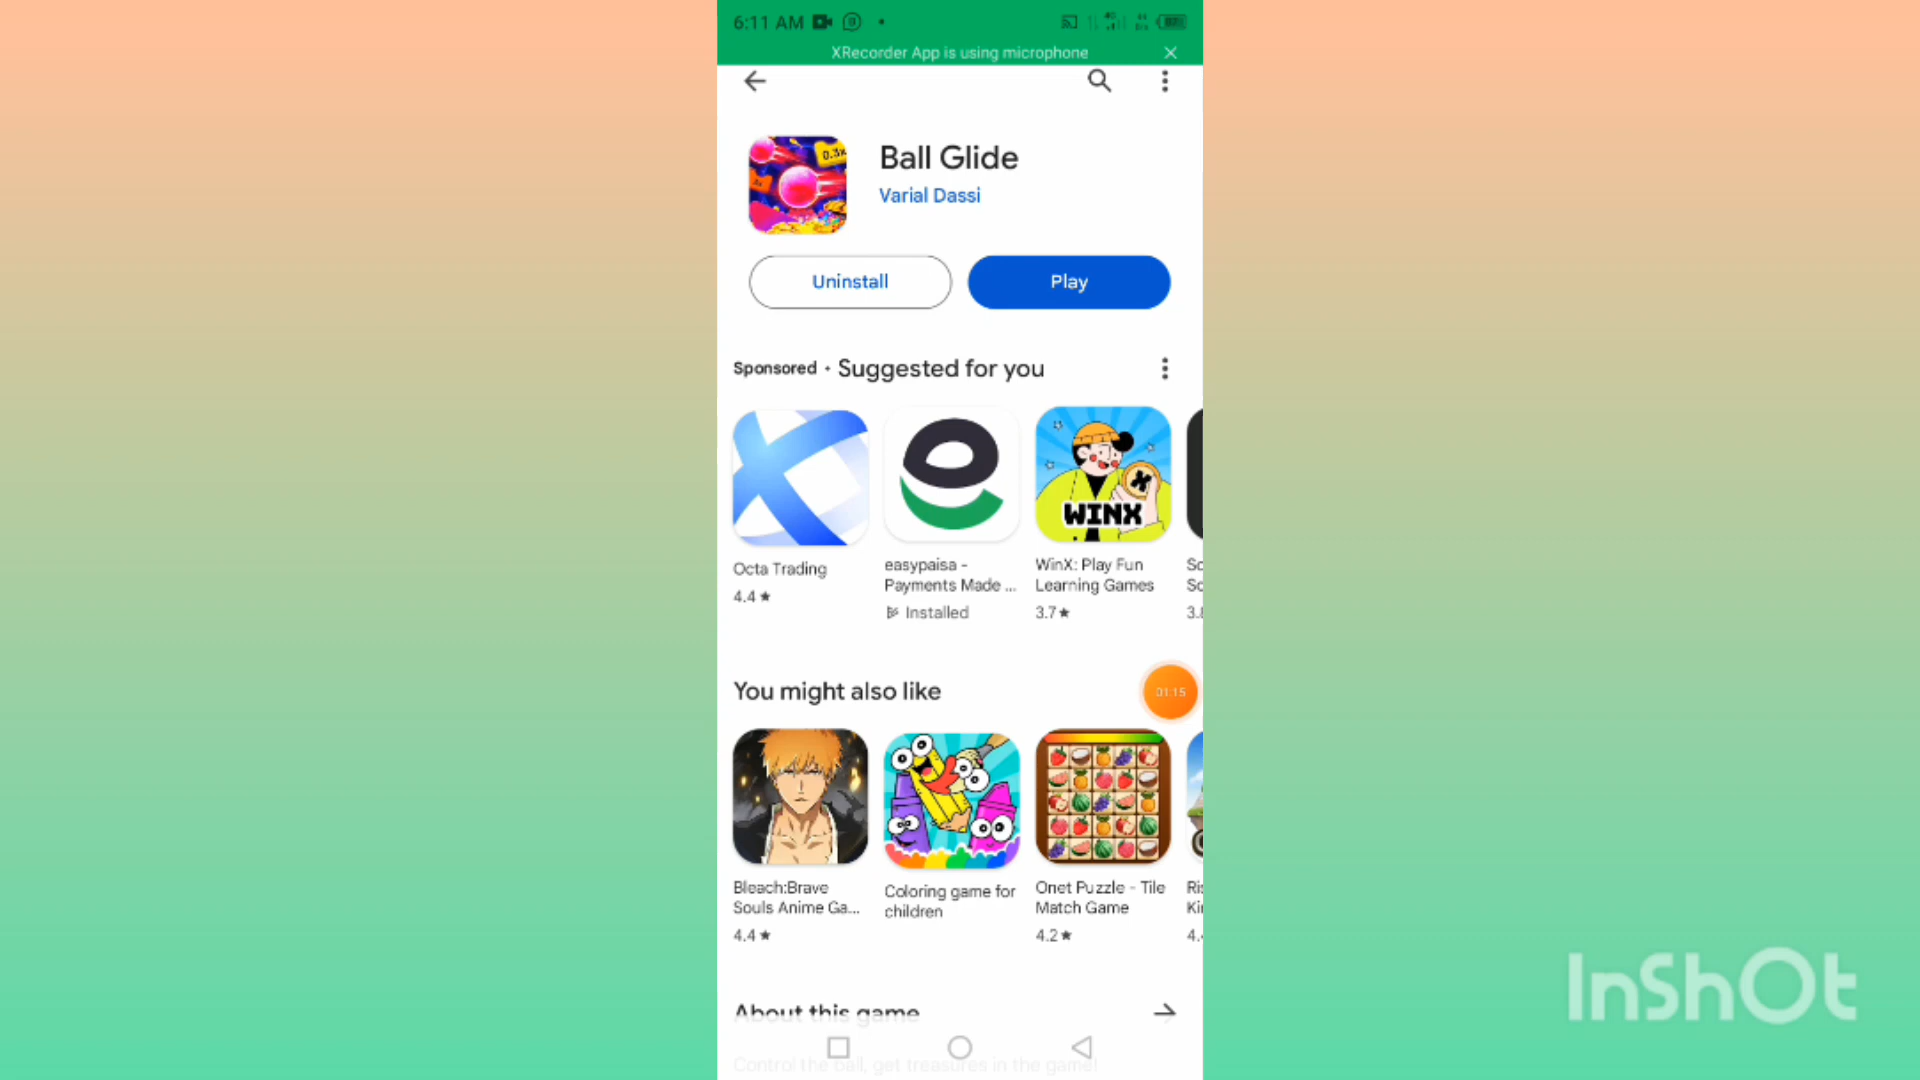 6:11 AM
XRecorder App is using microphone
0.3x
Ball Glide
Varial Dassi
Uninstall
Play
Sponsored • Suggested for you
X
WINX
Octa Trading
4.4 ★
easypaisa -
Payments Made ...
Installed
WinX: Play Fun
Learning Games
3.7 ★
You might also like
01:15
Bleach:Brave
Souls Anime Ga...
4.4 ★
Coloring game for
children
Onet Puzzle - Tile
Match Game
4.2 ★
About this game
Control the ball, get treasures in the game!
InShOt